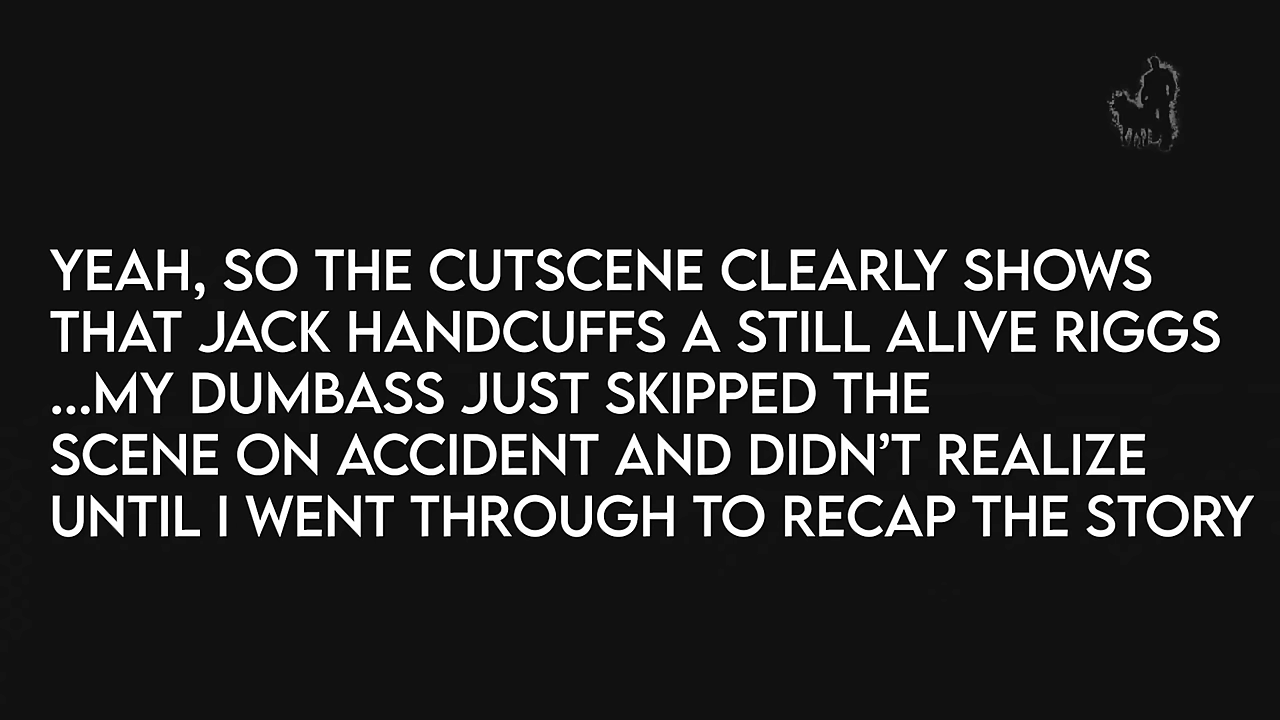 YEAH, SO THE CUTSCENE CLEARLY SHOWS
THAT JACK HANDCUFFS A STILL ALIVE RIGGS
...MY DUMBASS JUST SKIPPED THE
SCENE ON ACCIDENT AND DIDN’T REALIZE
UNTIL I WENT THROUGH TO RECAP THE STORY